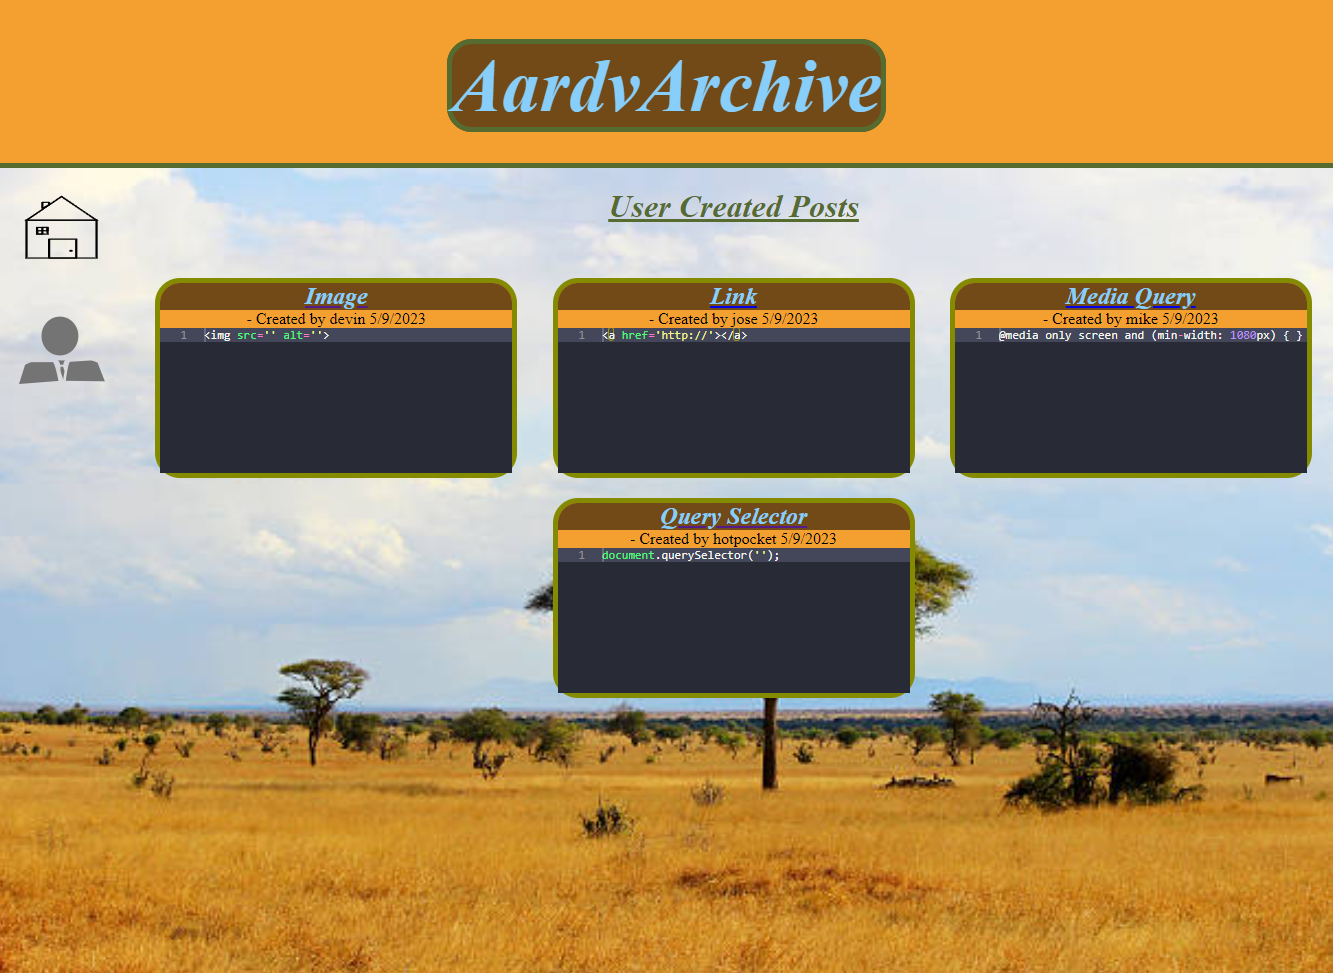 AardvArchive
User Created Posts
Image
- Created by devin 5/9/2023
1 <img src='' alt=''>
Link
- Created by jose 5/9/2023
1 <a href='http://'></a>
Media Query
- Created by mike 5/9/2023
1 @media only screen and (min-width: 1080px) { }
Query Selector
- Created by hotpocket 5/9/2023
1 document.querySelector('');